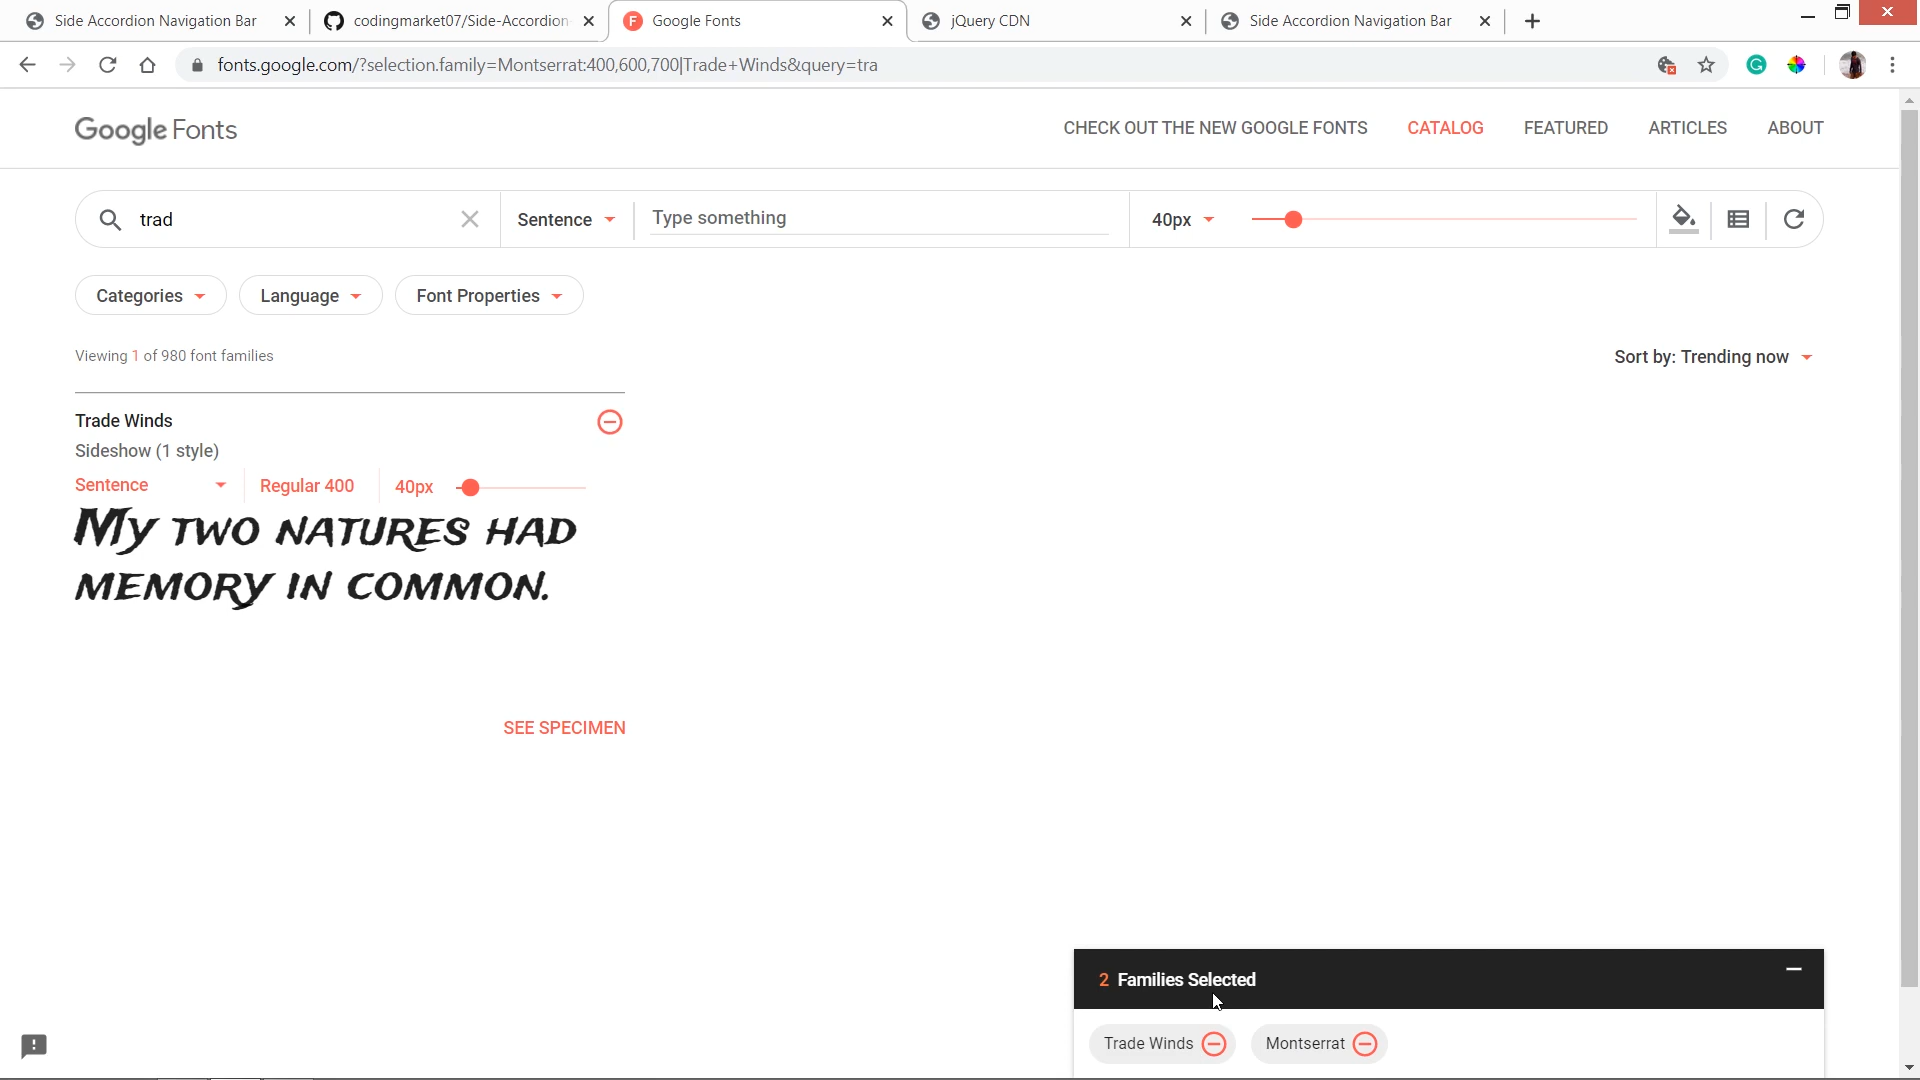 Side Accordion Navigation Bar
codingmarket07/Side-Accordion
Google Fonts
jQuery CDN
Side Accordion Navigation Bar
fonts.google.com/?selection.family=Montserrat:400,600,700|Trade+Winds&query=tra
Google Fonts
CHECK OUT THE NEW GOOGLE FONTS
CATALOG
FEATURED
ARTICLES
ABOUT
trad
Sentence
Type something
40px
Categories
Language
Font Properties
Viewing 1 of 980 font families
Sort by: Trending now
Trade Winds
Sideshow (1 style)
Sentence
Regular 400
40px
My two natures had
memory in common.
SEE SPECIMEN
2 Families Selected
Trade Winds
Montserrat